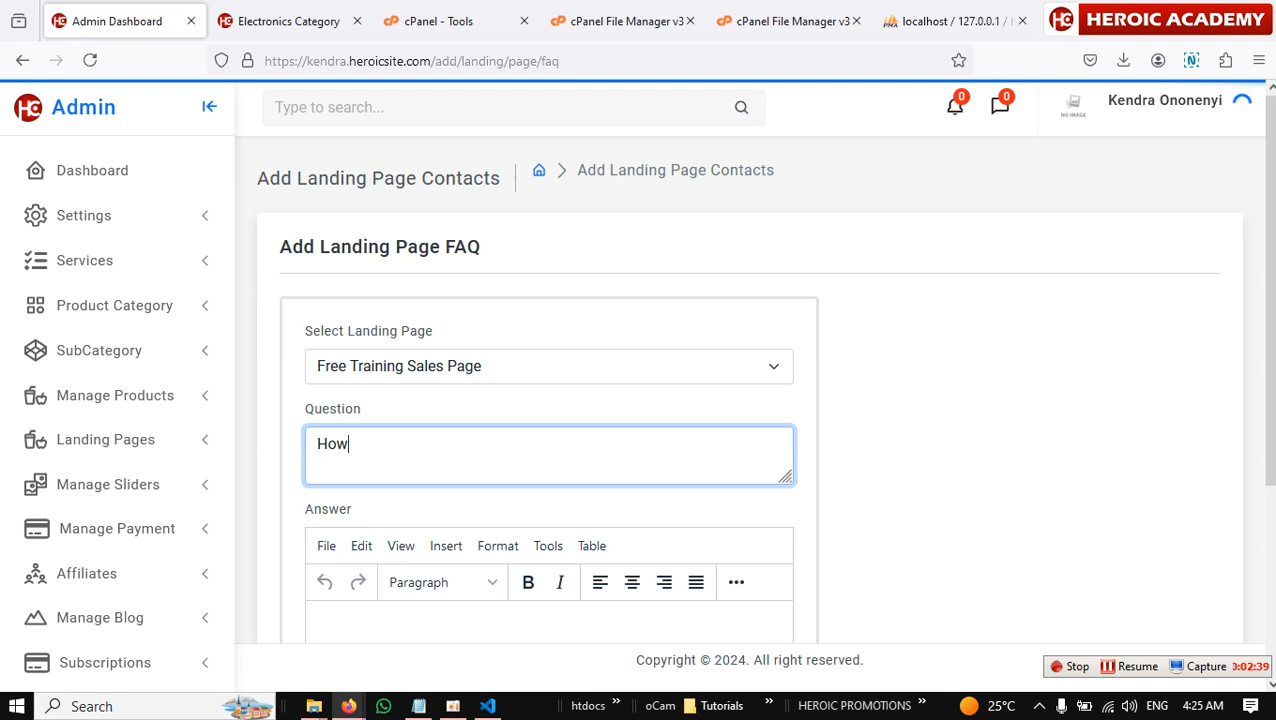 Admin Dashboard
Electronics Category
cPanel - Tools
cPanel File Manager v3
cPanel File Manager v3
localhost / 127.0.0.1 /
HEROIC ACADEMY
https://kendra.heroicsite.com/add/landing/page/faq
HC Admin
Type to search...
0
0
NO-IMAGE
Kendra Ononenyi
Dashboard
Settings
Services
Product Category
SubCategory
Manage Products
Landing Pages
Manage Sliders
Manage Payment
Affiliates
Manage Blog
Subscriptions
Add Landing Page Contacts
Add Landing Page Contacts
Add Landing Page FAQ
Select Landing Page
Free Training Sales Page
Question
How
Answer
File Edit View Insert Format Tools Table
Paragraph B I
Copyright © 2024. All right reserved.
Stop Resume Capture 0:02:39
Search
htdocs
oCam
Tutorials
HEROIC PROMOTIONS
25°C
ENG
4:25 AM